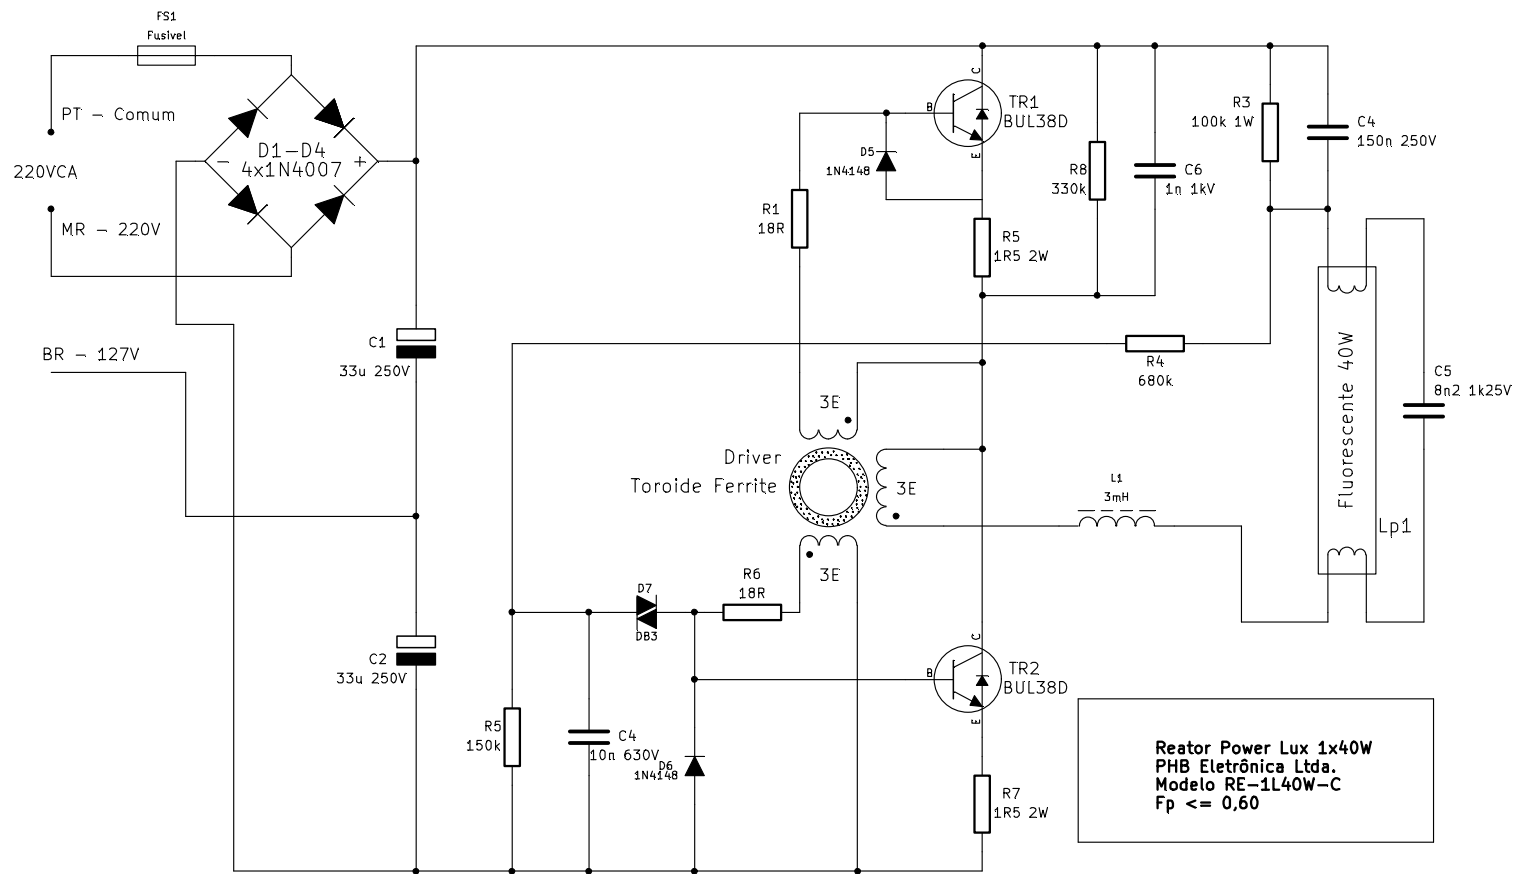 FS1
Fusivel
PT - Comum
220VCA
MR - 220V
D1-D4
4x1N4007
-
+
BR - 127V
C1
33u 250V
C2
33u 250V
R1
18R
D5
1N4148
B
C
E
TR1
BUL38D
R5
1R5 2W
R8
330k
C6
1n 1kV
R3
100k 1W
C4
150n 250V
R4
680k
Fluorescente 40W
Lp1
C5
8n2 1k25V
3E
Driver
Toroide Ferrite
3E
3E
L1
3mH
D7
DB3
R6
18R
B
C
E
TR2
BUL38D
R5
150k
C4
10n 630V
D6
1N4148
R7
1R5 2W
Reator Power Lux 1x40W
PHB Eletrônica Ltda.
Modelo RE-1L40W-C
Fp <= 0,60